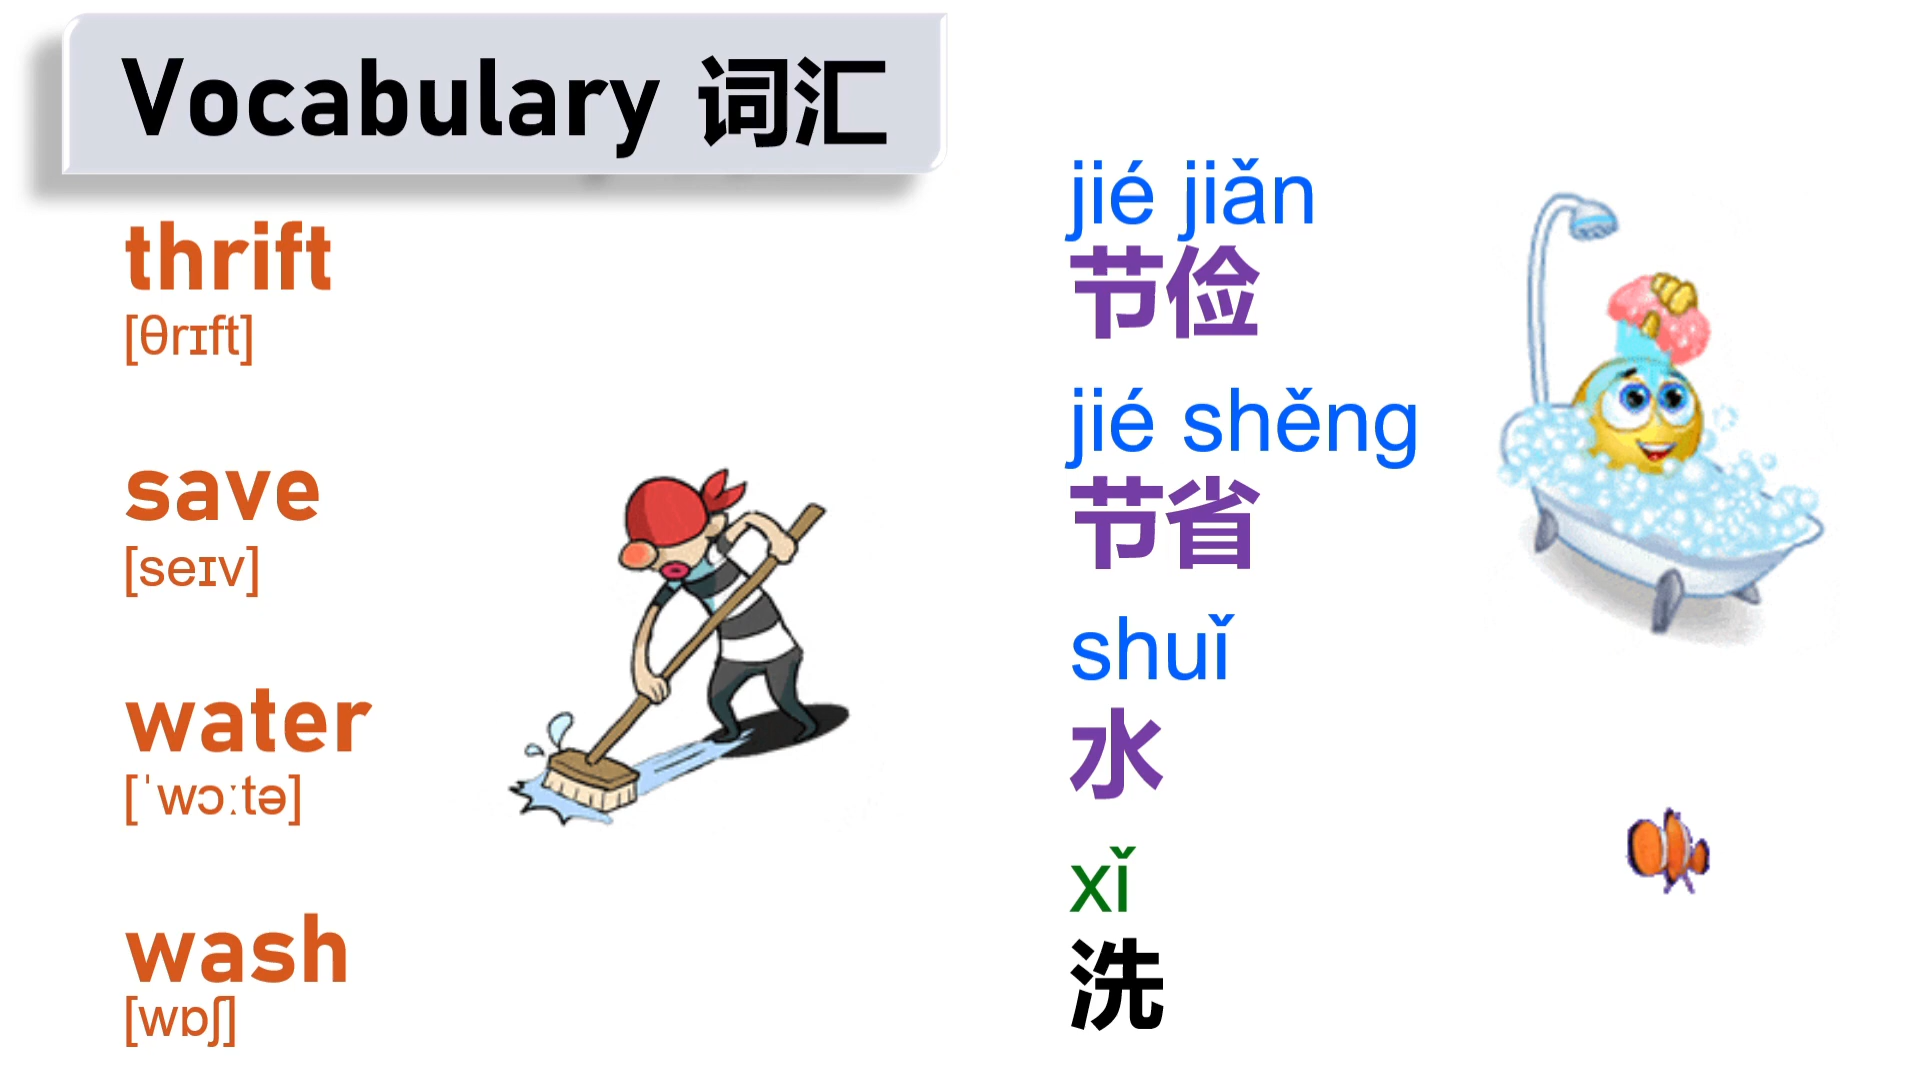 Vocabulary 词汇
thrift
[θrɪft]
save
[seɪv]
water
[ˈwɔːtə]
wash
[wɒʃ]
jié jiǎn
节俭
jié shěng
节省
shuǐ
水
xǐ
洗